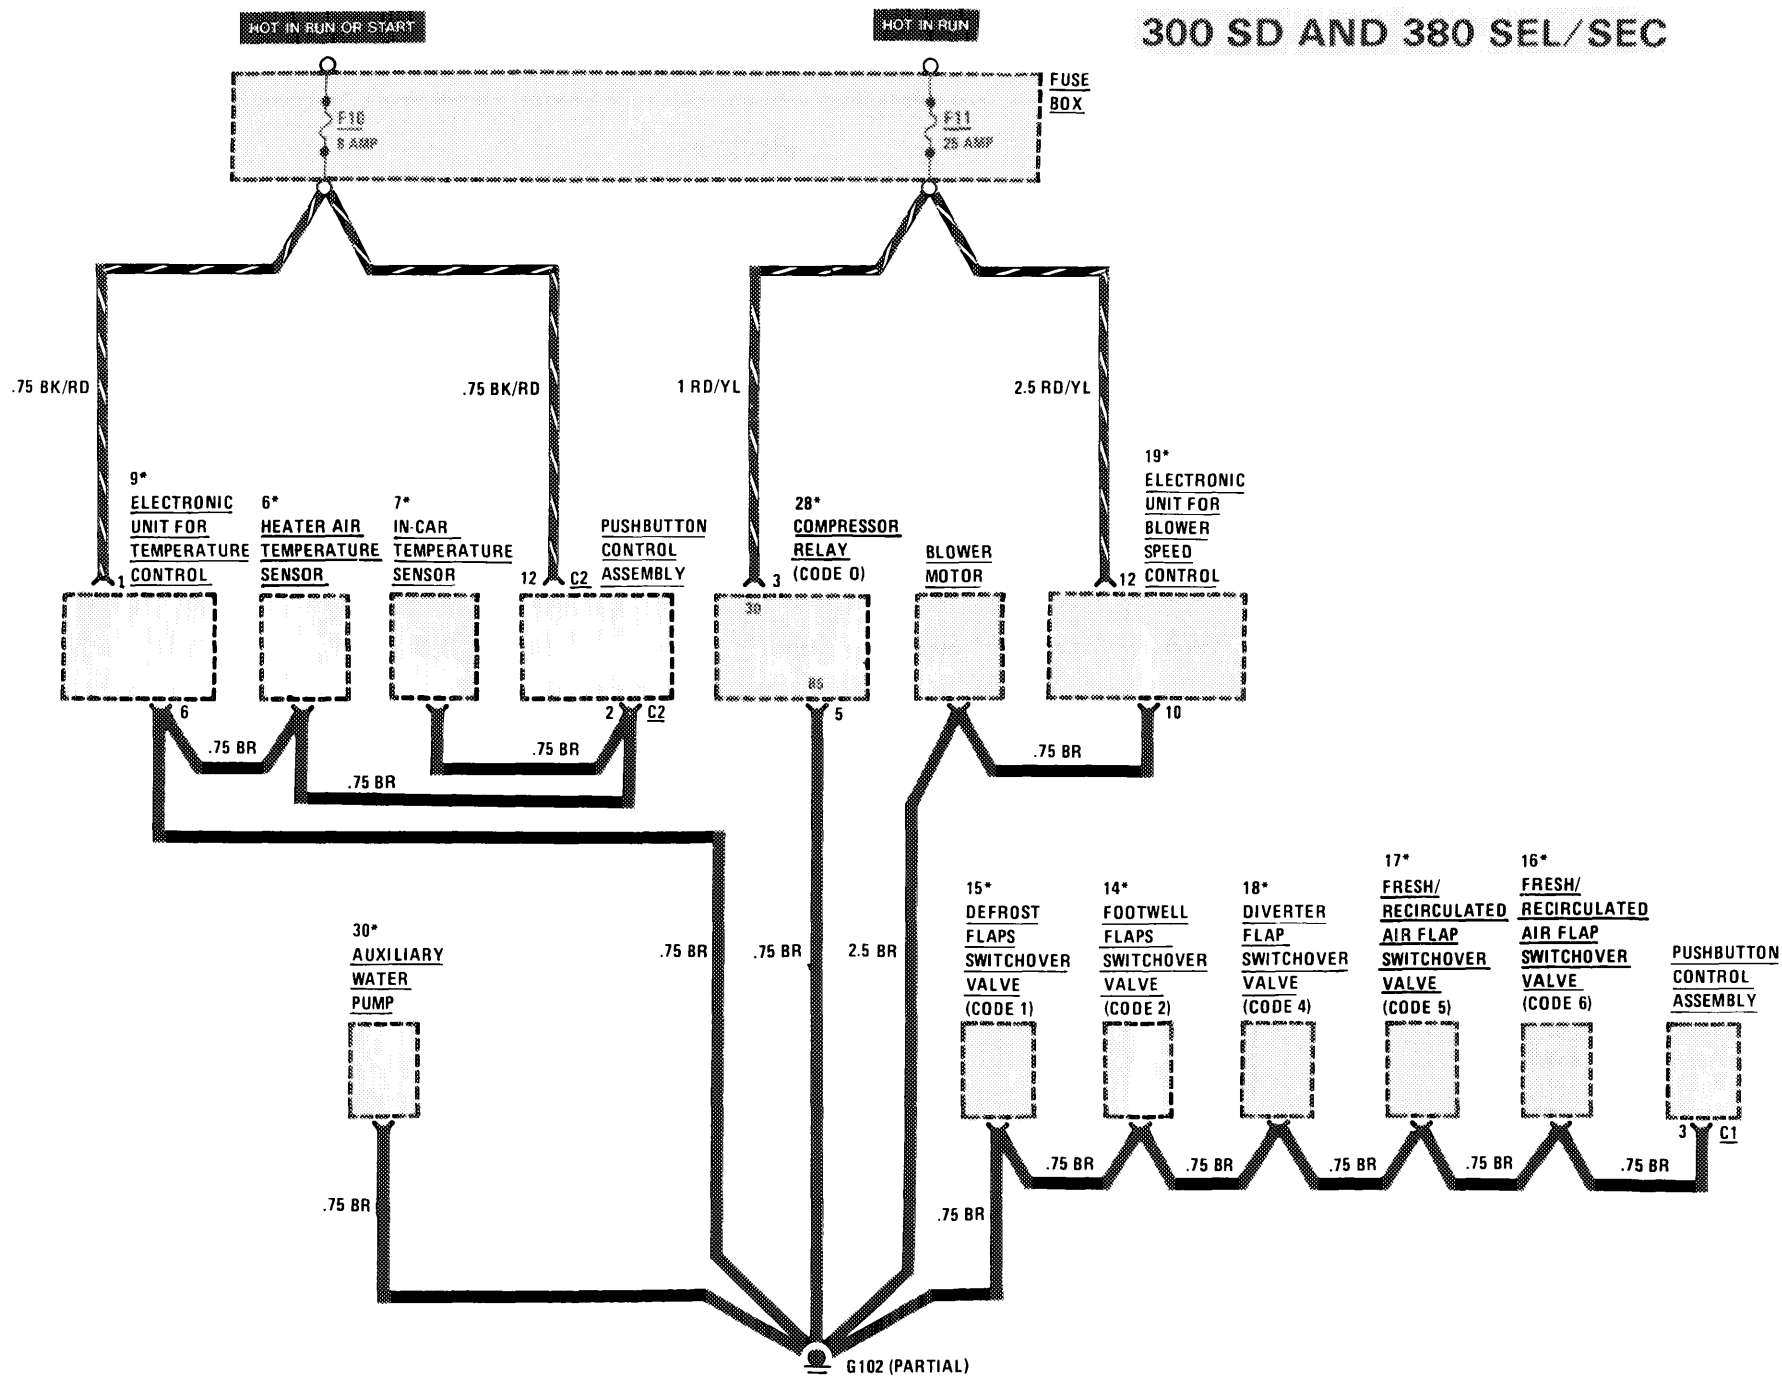 HOT IN RUN OR START
HOT IN RUN
300 SD AND 380 SEL/SEC
FUSE
BOX
F10
8 AMP
F11
25 AMP
.75 BK/RD
.75 BK/RD
1 RD/YL
2.5 RD/YL
9*
ELECTRONIC
UNIT FOR
TEMPERATURE
CONTROL
1
6*
HEATER AIR
TEMPERATURE
SENSOR
7*
IN-CAR
TEMPERATURE
SENSOR
12
C2
PUSHBUTTON
CONTROL
ASSEMBLY
3
28*
COMPRESSOR
RELAY
(CODE 0)
BLOWER
MOTOR
12
19*
ELECTRONIC
UNIT FOR
BLOWER
SPEED
CONTROL
30
85
6
2
C2
5
10
.75 BR
.75 BR
.75 BR
.75 BR
30*
AUXILIARY
WATER
PUMP
.75 BR
.75 BR
2.5 BR
15*
DEFROST
FLAPS
SWITCHOVER
VALVE
(CODE 1)
14*
FOOTWELL
FLAPS
SWITCHOVER
VALVE
(CODE 2)
18*
DIVERTER
FLAP
SWITCHOVER
VALVE
(CODE 4)
17*
FRESH/
RECIRCULATED
AIR FLAP
SWITCHOVER
VALVE
(CODE 5)
16*
FRESH/
RECIRCULATED
AIR FLAP
SWITCHOVER
VALVE
(CODE 6)
PUSHBUTTON
CONTROL
ASSEMBLY
3
C1
.75 BR
.75 BR
.75 BR
.75 BR
.75 BR
.75 BR
.75 BR
G102 (PARTIAL)